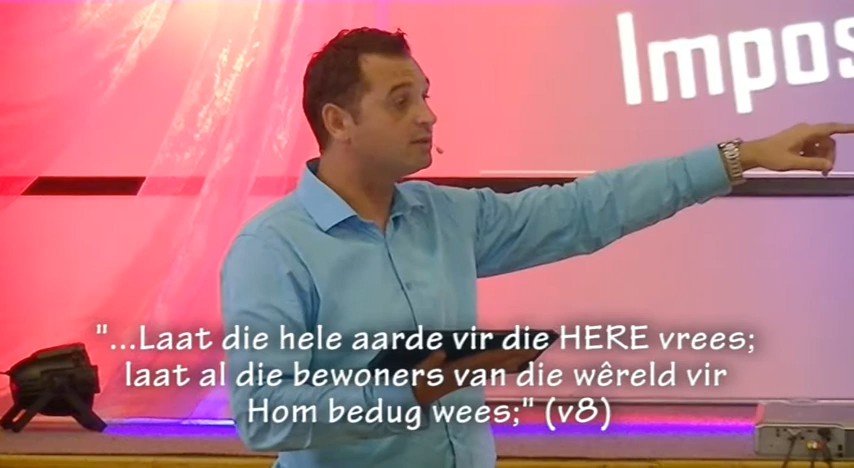 Impos
"...Laat die hele aarde vir die HERE vrees;
laat al die bewoners van die wêreld vir
Hom bedug wees;" (v8)